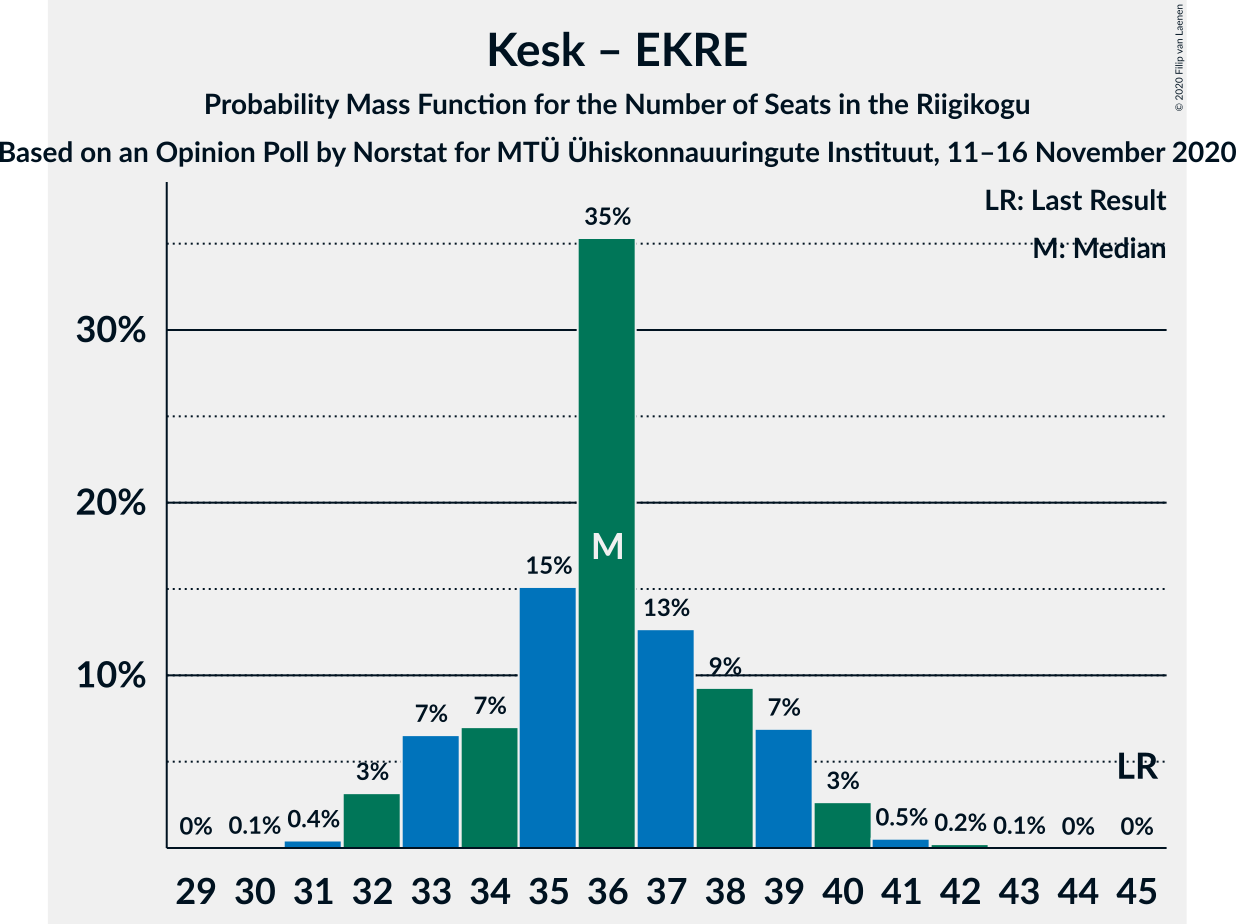 Kesk – EKRE
Probability Mass Function for the Number of Seats in the Riigikogu
Based on an Opinion Poll by Norstat for MTÜ Ühiskonnauuringute Instituut, 11–16 November 2020
© 2020 Filip van Laenen
LR: Last Result
M: Median
35%
30%
20%
M
15%
13%
10%
9%
7%
7%
7%
LR
3%
3%
0%
0.1%
0.4%
0.5%
0.2%
0.1%
0%
0%
29 30 31 32 33 34 35 36 37 38 39 40 41 42 43 44 45